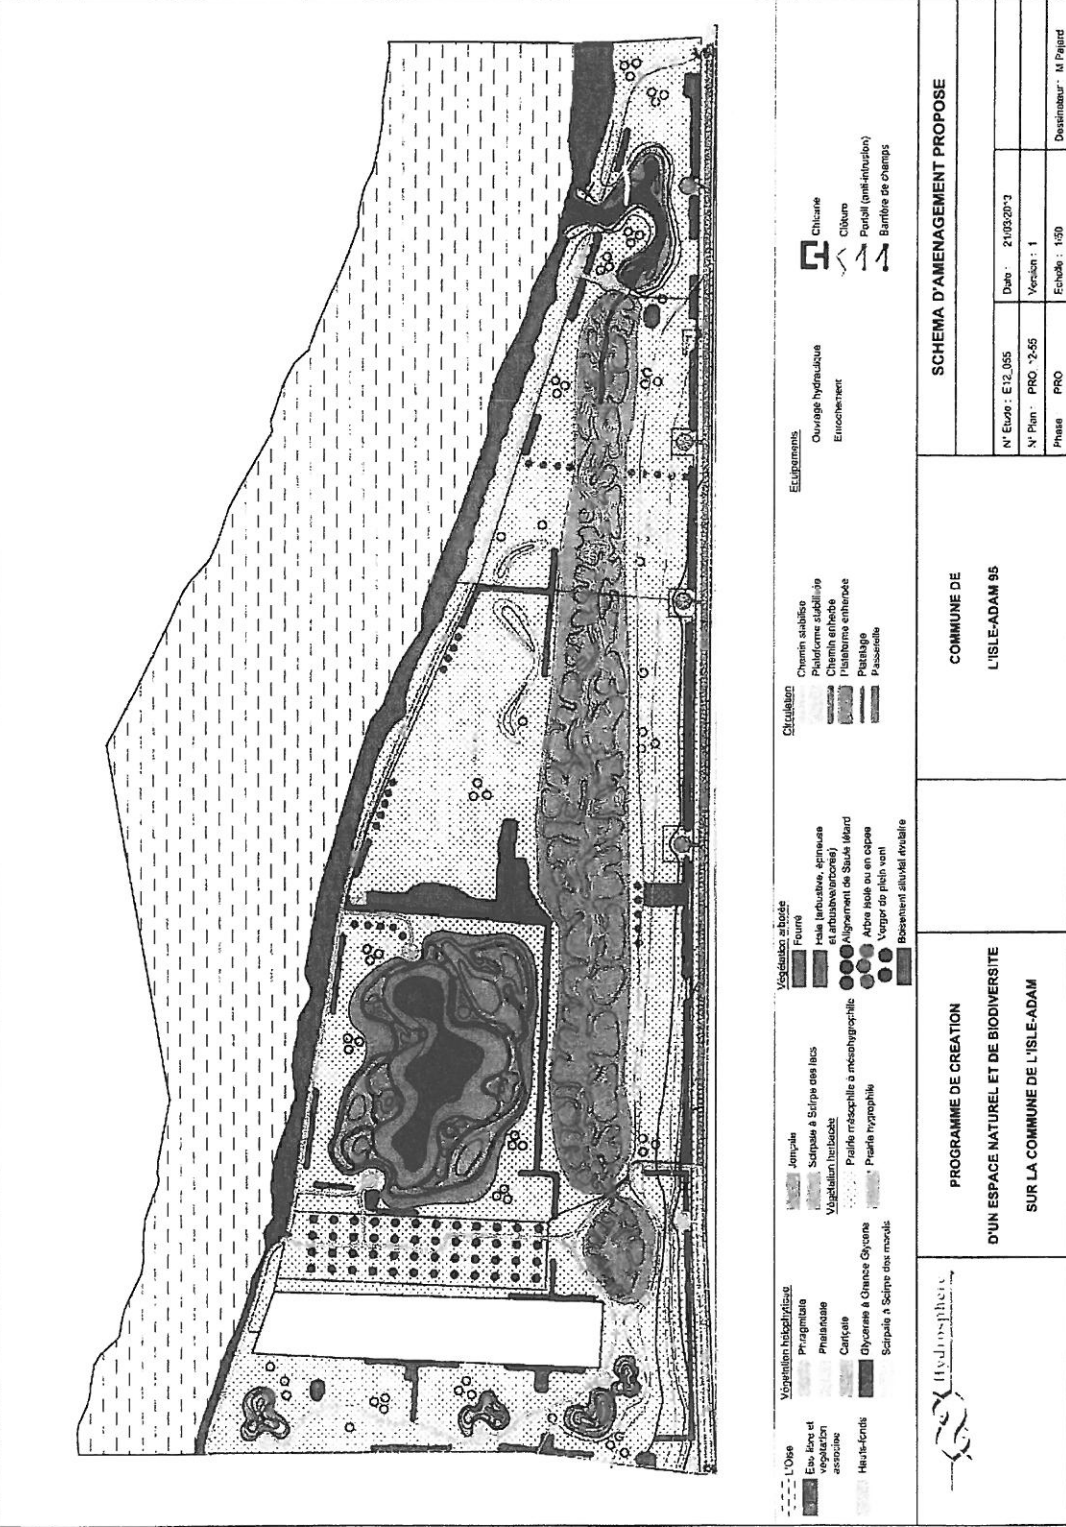 L'Oise
Eau libre et
végétation
associée
Hauts-fonds
Végétation hélophytique
Phragmitaie
Phalaridaie
Cariçaie
Glyceraie à Grande Glycerie
Scirpaie à Scirpe des marais
Jonçaie
Scirpaie à Scirpe des lacs
Végétation herbacée
Prairie mésophile à mésohygrophile
Prairie hygrophile
Végétation arborée
Fourré
Haie (arbustive, épineuse
et arbustive/arborée)
Alignement de Saule têtard
Arbre isolé ou en cépée
Verger de plein vent
Boisement alluvial rivulaire
Circulation
Chemin stabilisé
Plateforme stabilisée
Chemin enherbé
Plateforme enherbée
Platelage
Passerelle
Equipements
Ouvrage hydraulique
Enrochement
Chicane
Clôture
Portail (anti-intrusion)
Barrière de champs
Hydrosphère
PROGRAMME DE CREATION
D'UN ESPACE NATUREL ET DE BIODIVERSITE
SUR LA COMMUNE DE L'ISLE-ADAM
COMMUNE DE
L'ISLE-ADAM 95
SCHEMA D'AMENAGEMENT PROPOSE
N° Etude : E12_055
Date : 21/03/2013
N° Plan : PRO 12-55
Version : 1
Phase PRO
Echelle : 1:50
Dessinateur : M Pajard